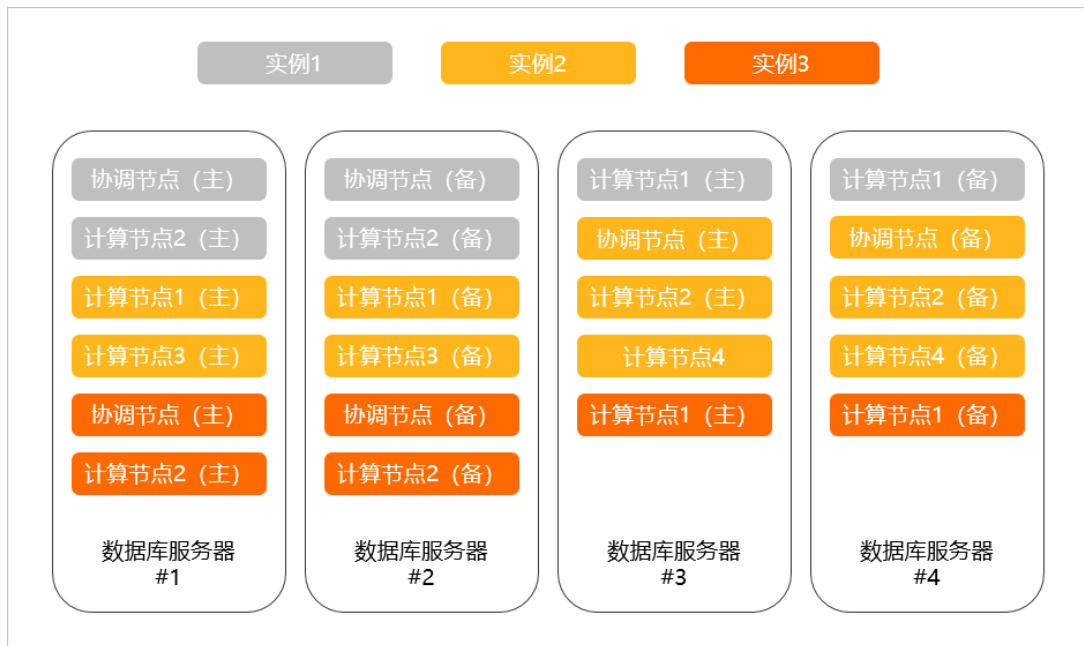 实例1
实例2
实例3
协调节点（主）
计算节点2（主）
计算节点1（主）
计算节点3（主）
协调节点（主）
计算节点2（主）
数据库服务器
#1
协调节点（备）
计算节点2（备）
计算节点1（备）
计算节点3（备）
协调节点（备）
计算节点2（备）
数据库服务器
#2
计算节点1（主）
协调节点（主）
计算节点2（主）
计算节点4
计算节点1（主）
数据库服务器
#3
计算节点1（备）
协调节点（备）
计算节点2（备）
计算节点4（备）
计算节点1（备）
数据库服务器
#4